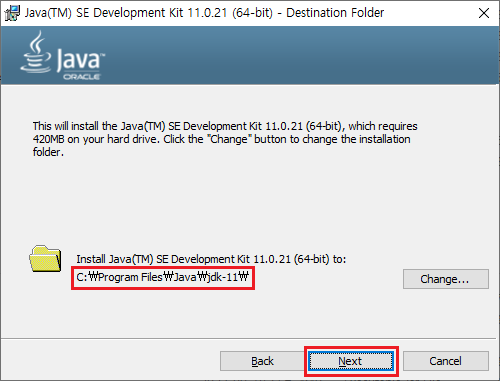 Java(TM) SE Development Kit 11.0.21 (64-bit) - Destination Folder
Java
ORACLE
This will install the Java(TM) SE Development Kit 11.0.21 (64-bit), which requires
420MB on your hard drive. Click the "Change" button to change the installation
folder.
Install Java(TM) SE Development Kit 11.0.21 (64-bit) to:
C:₩Program Files₩Java₩jdk-11₩
Change...
Back
Next
Cancel